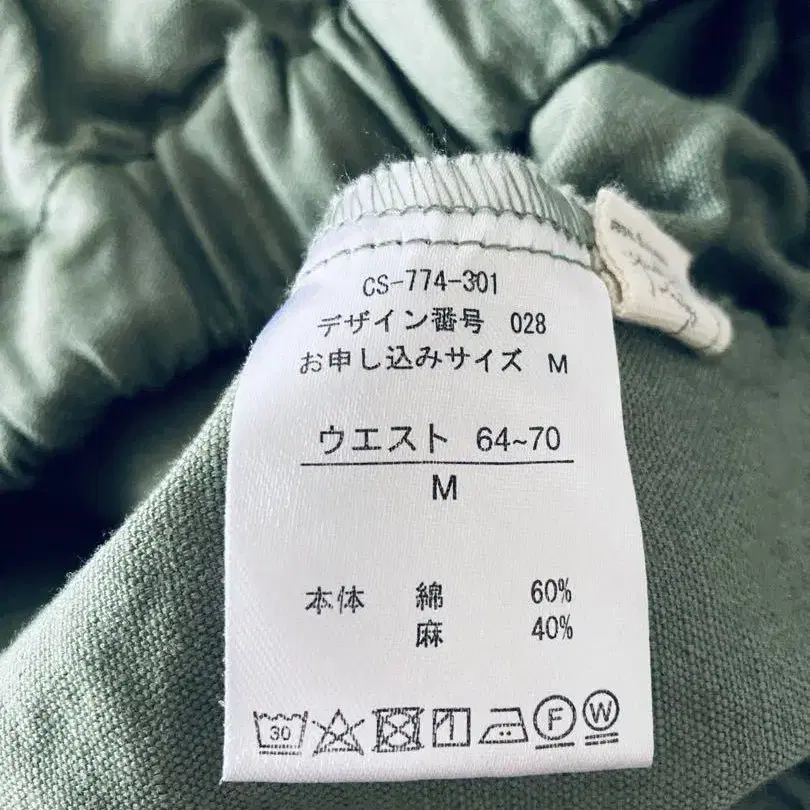 CS-774-301
デザイン番号 028
お申し込みサイズ M
ウエスト 64~70
M
本体 綿 60%
麻 40%
30
F
W